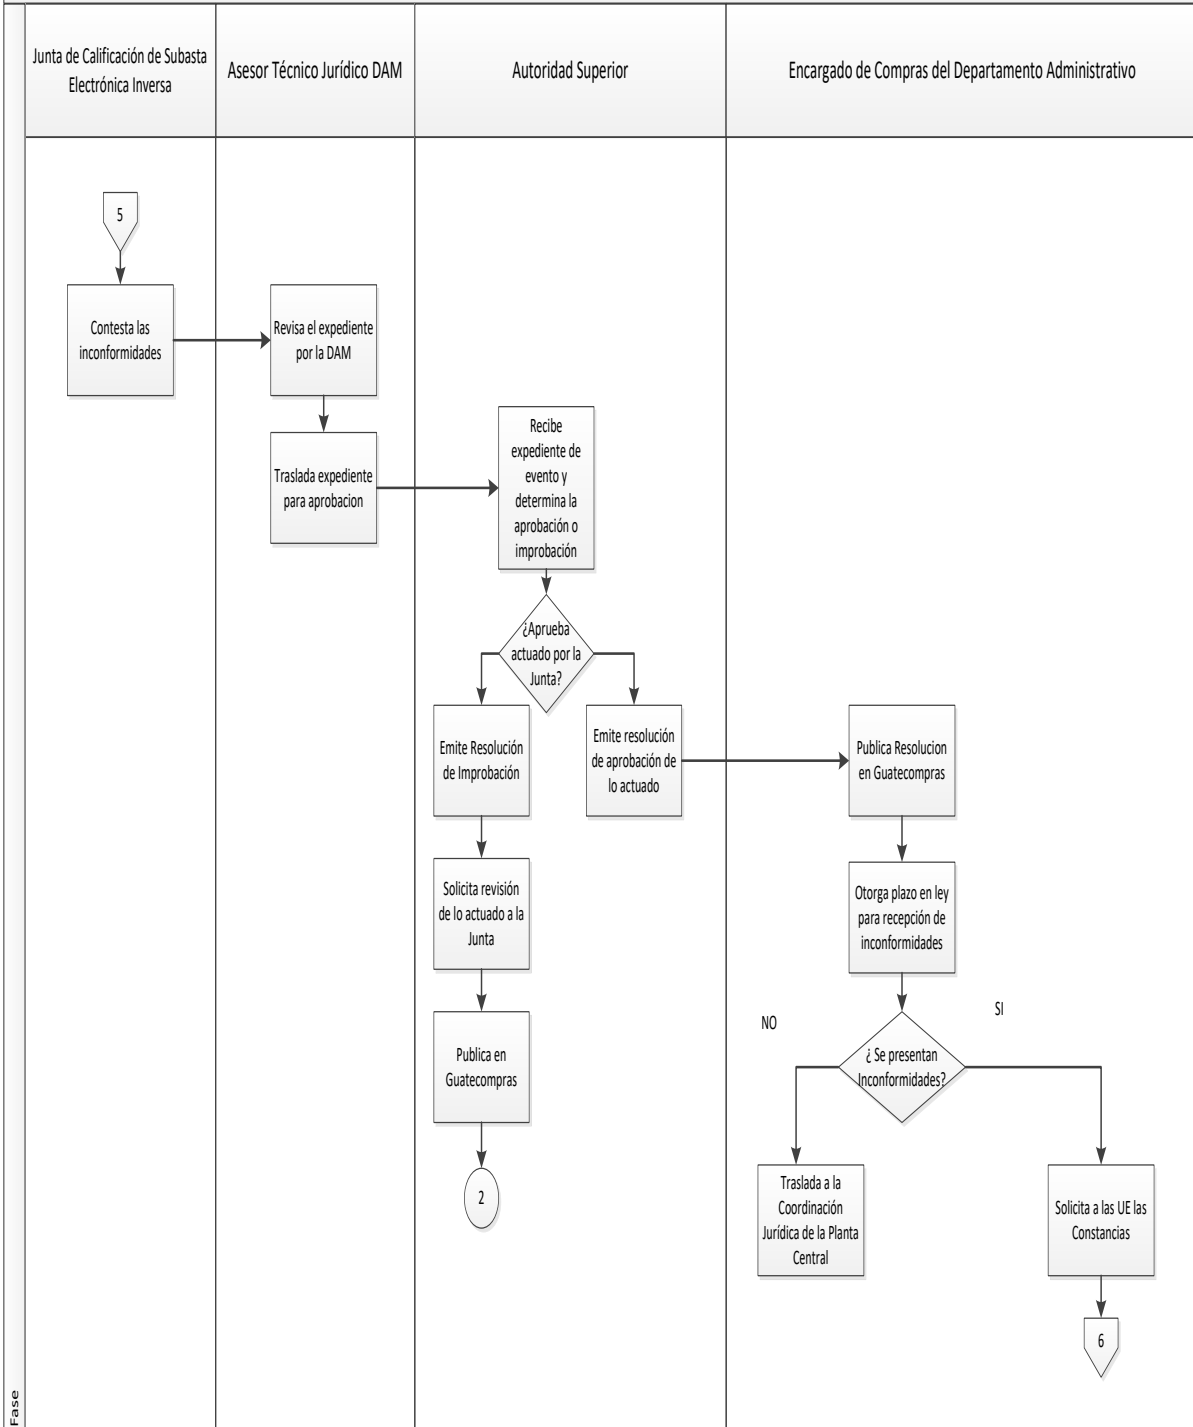 Junta de Calificación de Subasta
Electrónica Inversa
Asesor Técnico Jurídico DAM
Autoridad Superior
Encargado de Compras del Departamento Administrativo
5
Contesta las
inconformidades
Revisa el expediente
por la DAM
Traslada expediente
para aprobacion
Recibe
expediente de
evento y
determina la
aprobación o
improbación
¿Aprueba
actuado por la
Junta?
Emite Resolución
de Improbación
Emite resolución
de aprobación de
lo actuado
Publica Resolucion
en Guatecompras
Solicita revisión
de lo actuado a la
Junta
Otorga plazo en ley
para recepción de
inconformidades
Publica en
Guatecompras
2
NO
SI
¿ Se presentan
Inconformidades?
Traslada a la
Coordinación
Jurídica de la Planta
Central
Solicita a las UE las
Constancias
6
Fase